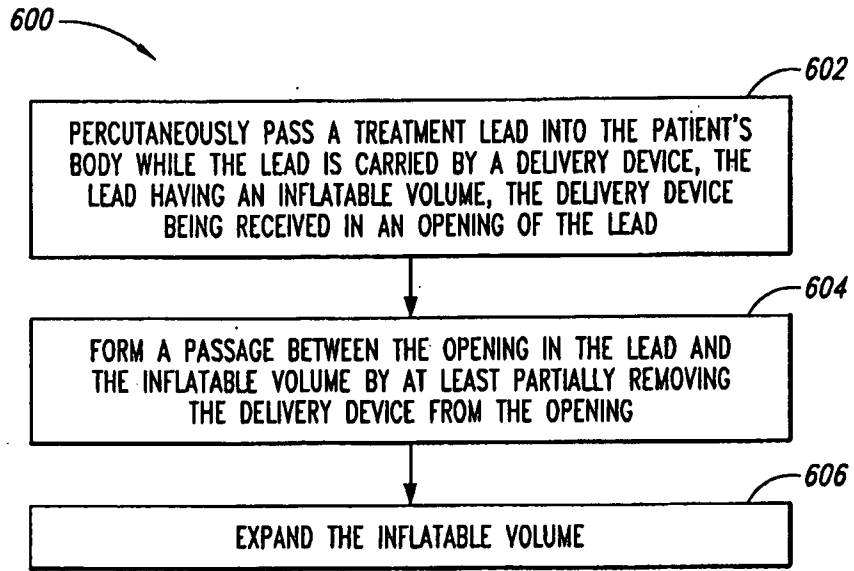 600
602
PERCUTANEOUSLY PASS A TREATMENT LEAD INTO THE PATIENT'S
BODY WHILE THE LEAD IS CARRIED BY A DELIVERY DEVICE, THE
LEAD HAVING AN INFLATABLE VOLUME, THE DELIVERY DEVICE
BEING RECEIVED IN AN OPENING OF THE LEAD
604
FORM A PASSAGE BETWEEN THE OPENING IN THE LEAD AND
THE INFLATABLE VOLUME BY AT LEAST PARTIALLY REMOVING
THE DELIVERY DEVICE FROM THE OPENING
606
EXPAND THE INFLATABLE VOLUME